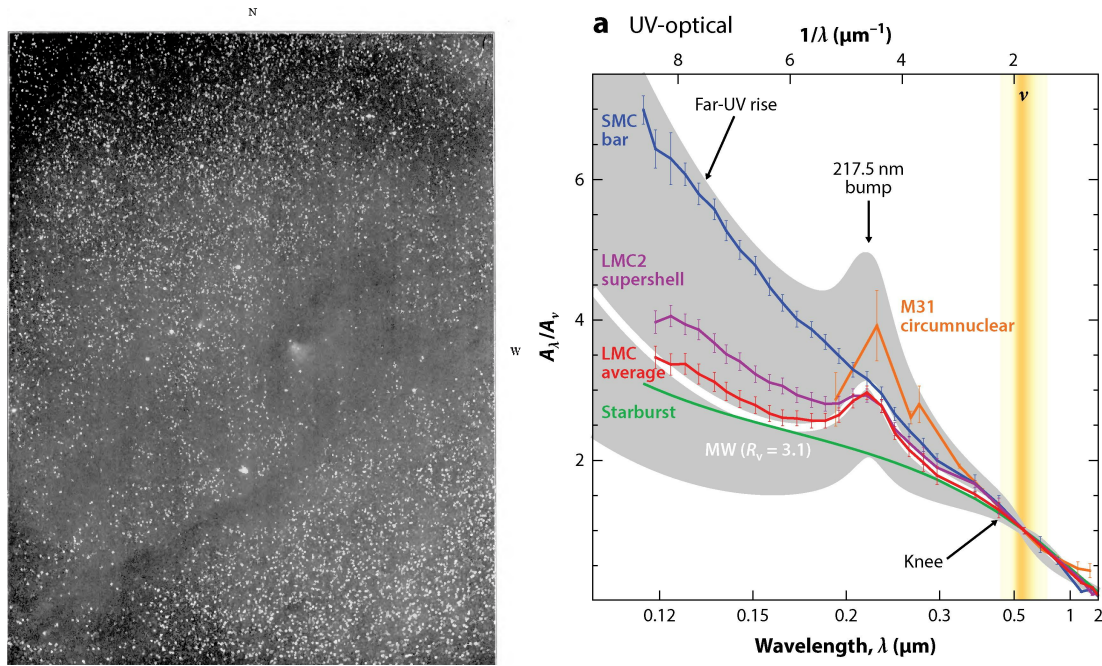 N
W
a UV-optical
1/λ (μm⁻¹)
8 6 4 2
Far-UV rise
ν
SMC
bar
217.5 nm
bump
6
LMC2
supershell
M31
circumnuclear
Aλ/Aν
4
LMC
average
Starburst
MW (Rν = 3.1)
2
Knee
0.12 0.15 0.2 0.3 0.5 1 2
Wavelength, λ (μm)